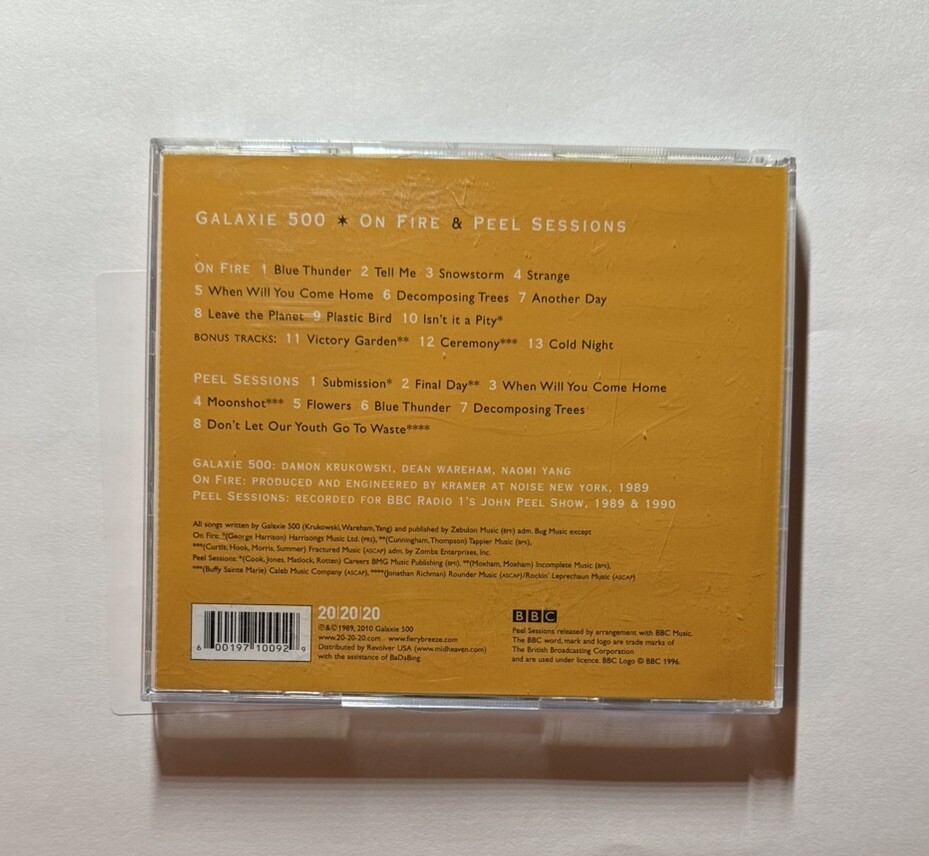 GALAXIE 500 ✶ ON FIRE & PEEL SESSIONS
ON FIRE 1 Blue Thunder 2 Tell Me 3 Snowstorm 4 Strange
5 When Will You Come Home 6 Decomposing Trees 7 Another Day
8 Leave the Planet 9 Plastic Bird 10 Isn't it a Pity*
BONUS TRACKS: 11 Victory Garden** 12 Ceremony*** 13 Cold Night
PEEL SESSIONS 1 Submission* 2 Final Day** 3 When Will You Come Home
4 Moonshot*** 5 Flowers 6 Blue Thunder 7 Decomposing Trees
8 Don't Let Our Youth Go To Waste****
GALAXIE 500: DAMON KRUKOWSKI, DEAN WAREHAM, NAOMI YANG
ON FIRE: PRODUCED AND ENGINEERED BY KRAMER AT NOISE NEW YORK, 1989
PEEL SESSIONS: RECORDED FOR BBC RADIO 1'S JOHN PEEL SHOW, 1989 & 1990
All songs written by Galaxie 500 (Krukowski, Wareham, Yang) and published by Zebulon Music (BMI) adm. Bug Music except
On Fire: *(George Harrison) Harrisongs Music Ltd. (PRS), **(Cunningham, Thompson) Tappier Music (BMI),
***(Curtis, Hook, Morris, Summer) Fractured Music (ASCAP) adm. by Zomba Enterprises, Inc.
Peel Sessions: *(Cook, Jones, Matlock, Rotten) Careers BMG Music Publishing (BMI), **(Moxham, Moxham) Incomplete Music (BMI),
***(Buffy Sainte Marie) Caleb Music Company (ASCAP), ****(Jonathan Richman) Rounder Music (ASCAP)/Rockin' Leprechaun Music (ASCAP)
6 00197 10092 9
20|20|20
℗&©1989, 2010 Galaxie 500
www.20-20-20.com www.fierybreeze.com
Distributed by Revolver USA (www.midheaven.com)
with the assistance of BaDaBing
BBC
Peel Sessions released by arrangement with BBC Music.
The BBC word, mark and logo are trade marks of
The British Broadcasting Corporation
and are used under licence. BBC Logo © BBC 1996.